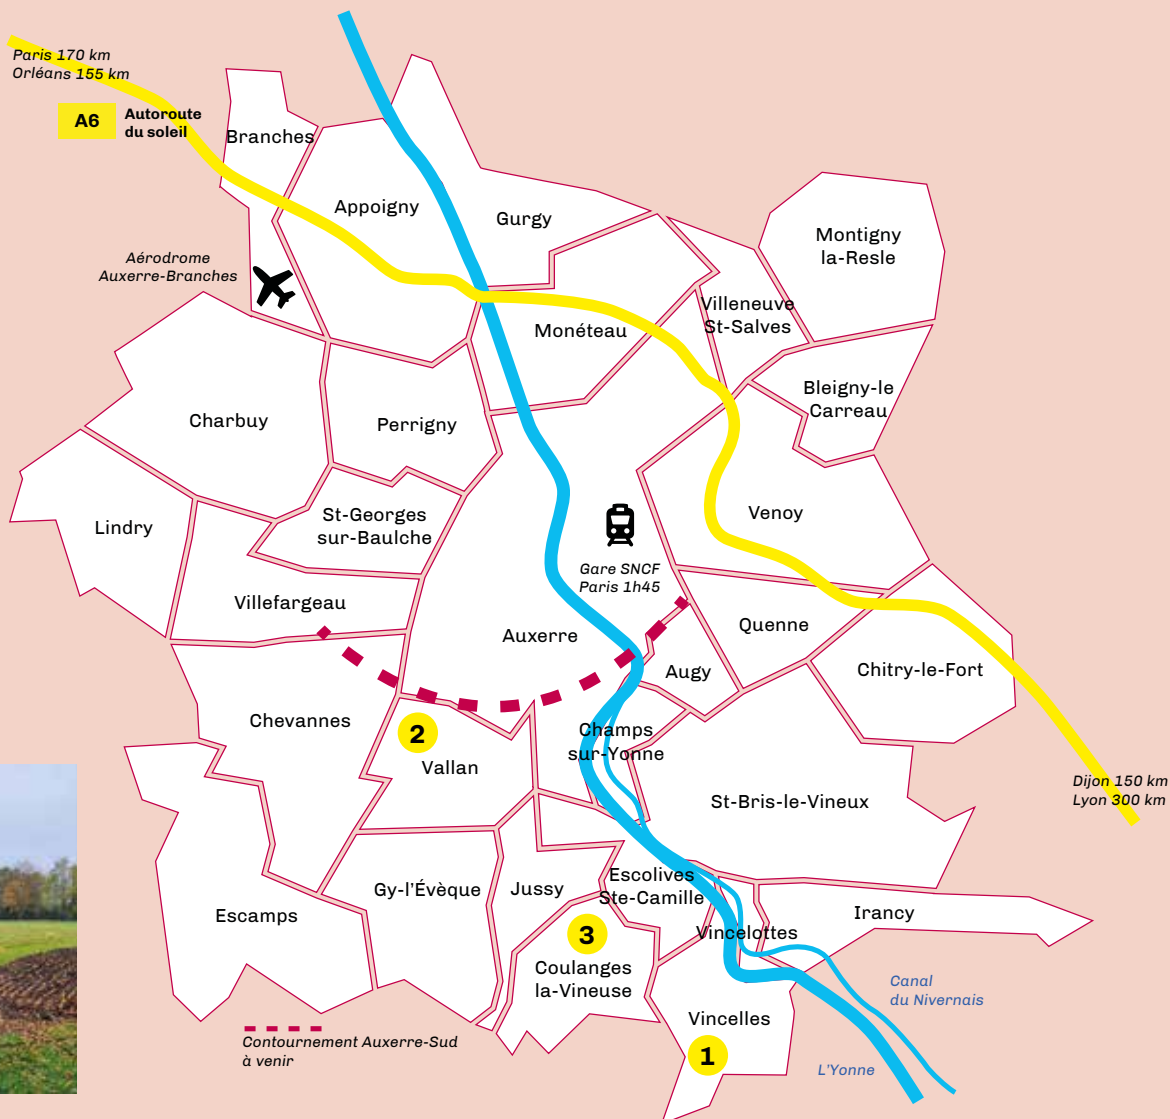 Paris 170 km
Orléans 155 km
A6
Autoroute
du soleil
Branches
Appoigny
Gurgy
Montigny
la-Resle
Aérodrome
Auxerre-Branches
Villeneuve
St-Salves
Monéteau
Bleigny-le
Carreau
Charbuy
Perrigny
Lindry
St-Georges
sur-Baulche
Venoy
Gare SNCF
Paris 1h45
Villefargeau
Auxerre
Quenne
Augy
Chitry-le-Fort
Chevannes
2
Vallan
Champs
sur-Yonne
St-Bris-le-Vineux
Dijon 150 km
Lyon 300 km
Gy-l'Évèque
Jussy
Escolives
Ste-Camille
Escamps
Irancy
3
Vincelottes
Coulanges
la-Vineuse
Canal
du Nivernais
Vincelles
1
L'Yonne
Contournement Auxerre-Sud
à venir